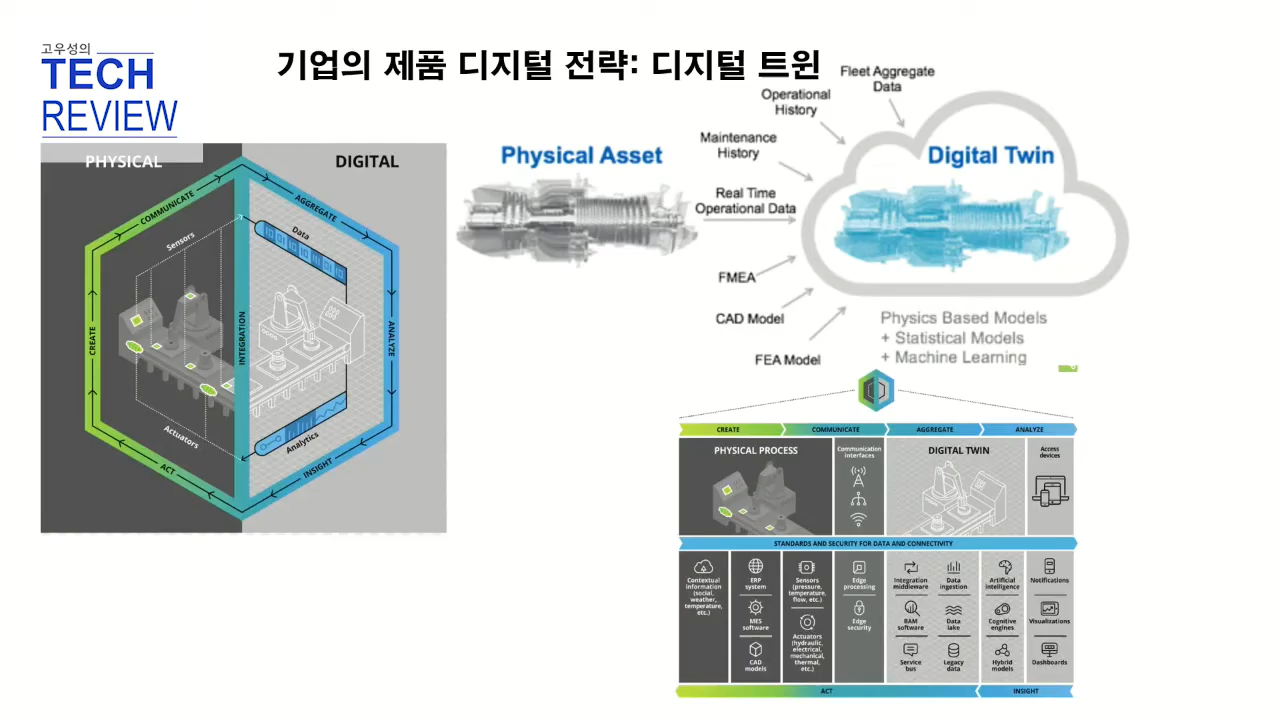 고우성의
TECH
REVIEW
기업의 제품 디지털 전략: 디지털 트윈
PHYSICAL
DIGITAL
COMMUNICATE
AGGREGATE
Sensors
Data
CREATE
INTEGRATION
ANALYZE
Actuators
Analytics
ACT
INSIGHT
Physical Asset
Fleet Aggregate
Data
Operational
History
Maintenance
History
Real Time
Operational Data
FMEA
CAD Model
FEA Model
Digital Twin
Physics Based Models
+ Statistical Models
+ Machine Learning
CREATE
COMMUNICATE
AGGREGATE
ANALYZE
PHYSICAL PROCESS
Communication
interfaces
DIGITAL TWIN
Access
devices
STANDARDS AND SECURITY FOR DATA AND CONNECTIVITY
Contextual
information
(social,
weather,
temperature,
etc.)
ERP
system
MES
software
CAD
models
Sensors
(pressure,
temperature,
flow, etc.)
Actuators
(hydraulic,
electrical,
mechanical,
thermal,
etc.)
Edge
processing
Edge
security
Integration
middleware
BAM
software
Service
bus
Data
ingestion
Data
lake
Legacy
data
Artificial
intelligence
Cognitive
engines
Hybrid
models
Notifications
Visualizations
Dashboards
ACT
INSIGHT